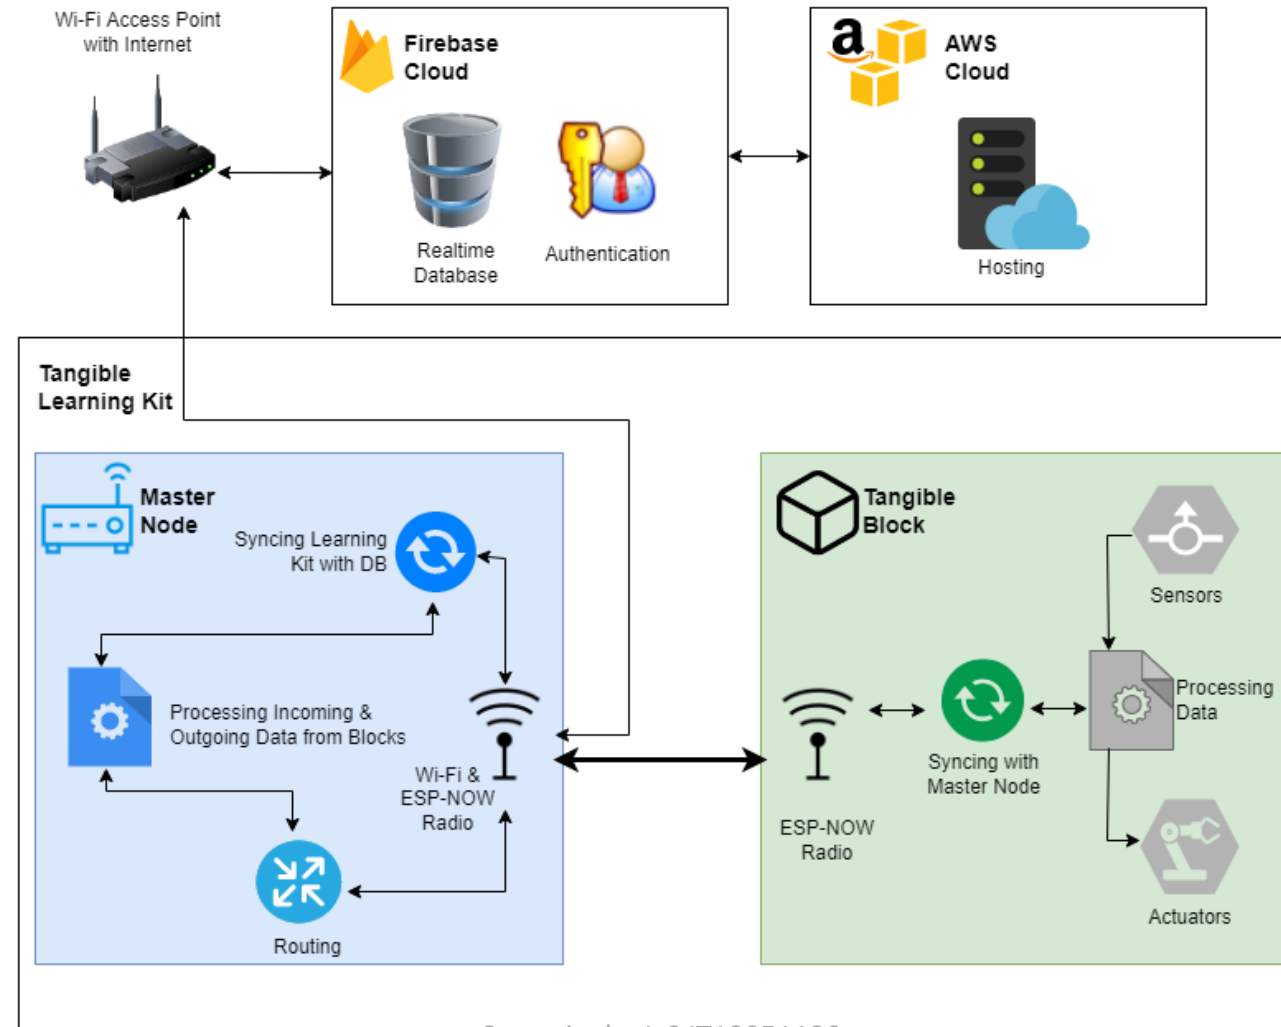 Wi-Fi Access Point
with Internet
Firebase
Cloud
Realtime
Database
Authentication
a
AWS
Cloud
Hosting
Tangible
Learning Kit
Master
Node
Syncing Learning
Kit with DB
Processing Incoming &
Outgoing Data from Blocks
Wi-Fi &
ESP-NOW
Radio
Routing
Tangible
Block
Sensors
Processing
Data
Syncing with
Master Node
ESP-NOW
Radio
Actuators